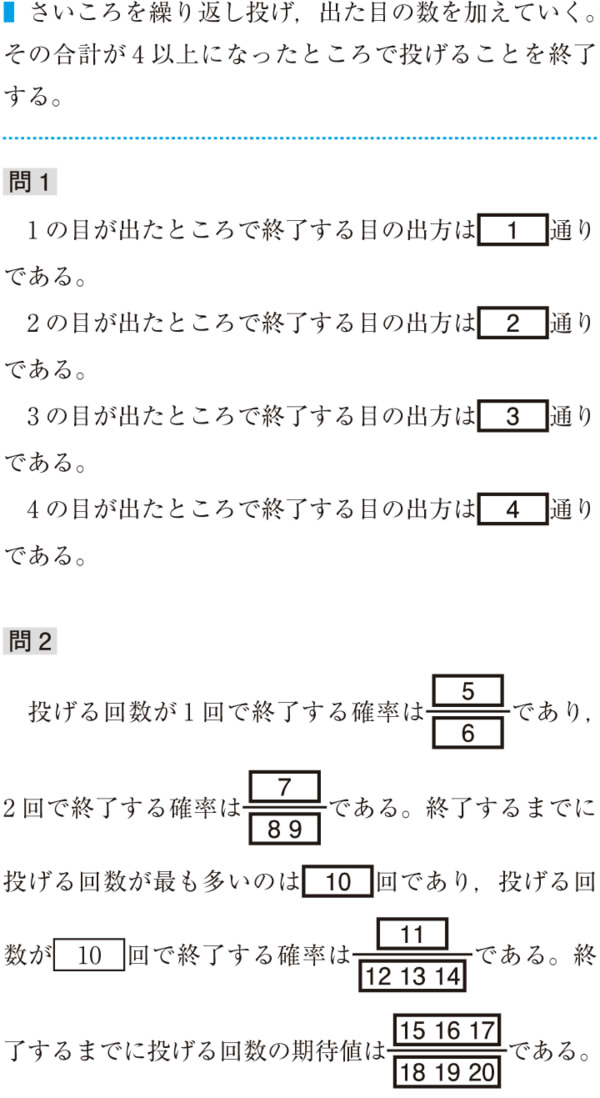 さいころを繰り返し投げ，出た目の数を加えていく。
その合計が4以上になったところで投げることを終了
する。
問1
1の目が出たところで終了する目の出方は 1 通り
である。
2の目が出たところで終了する目の出方は 2 通り
である。
3の目が出たところで終了する目の出方は 3 通り
である。
4の目が出たところで終了する目の出方は 4 通り
である。
問2
投げる回数が1回で終了する確率は 5/6 であり，
2回で終了する確率は 7/8 9 である。終了するまでに
投げる回数が最も多いのは 10 回であり，投げる回
数が 10 回で終了する確率は 11/12 13 14 である。終
了するまでに投げる回数の期待値は 15 16 17/18 19 20 である。